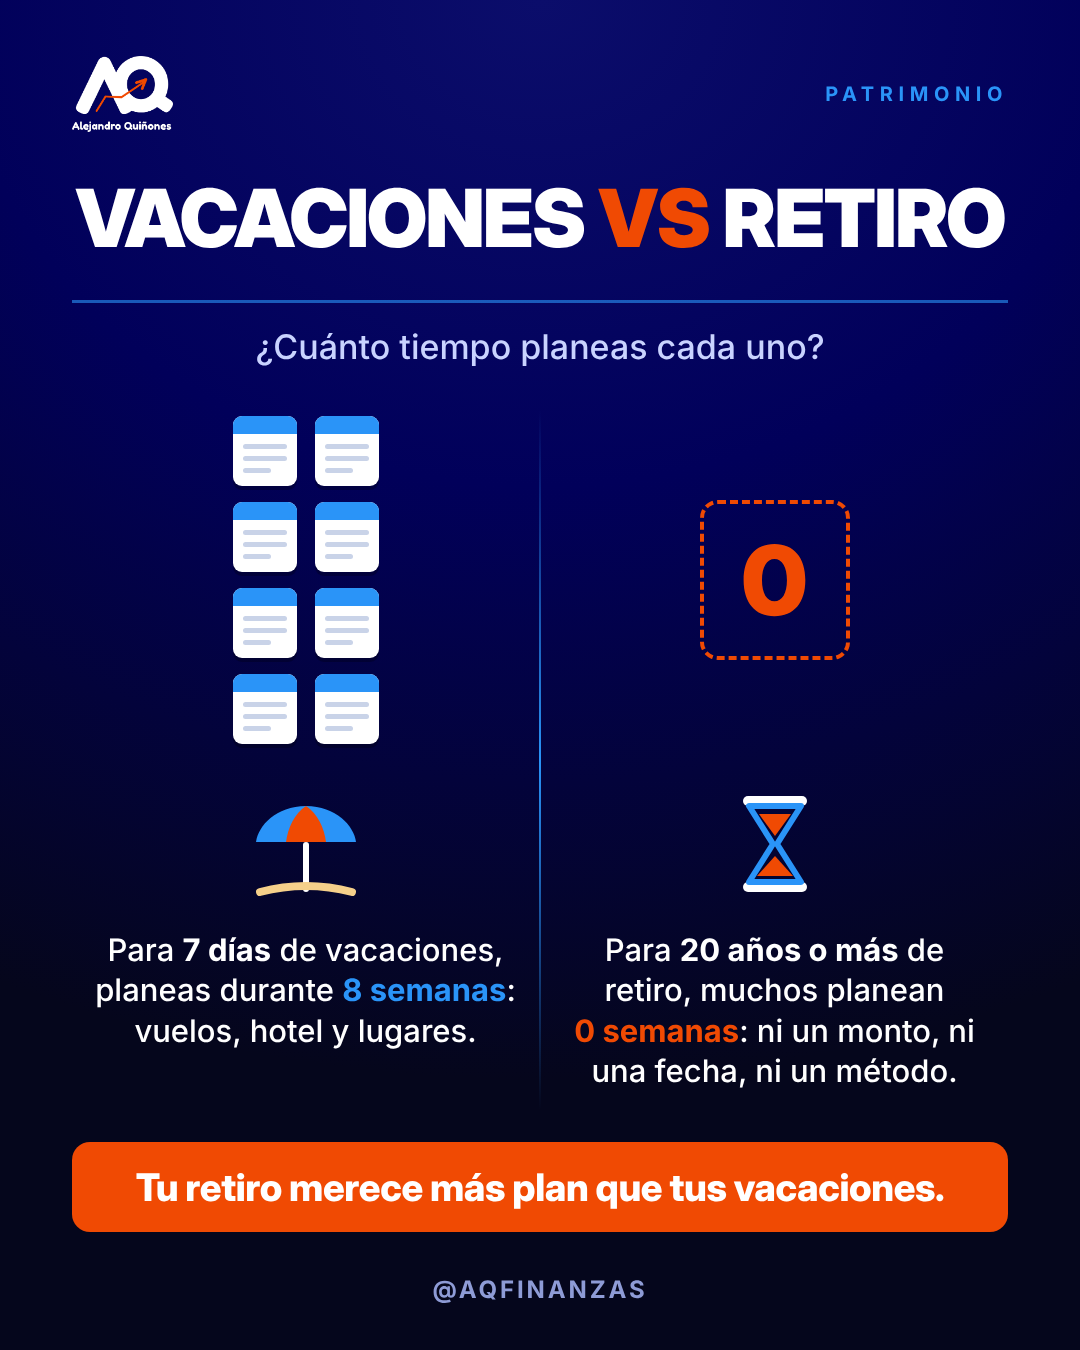 AQ
Alejandro Quiñones
PATRIMONIO
VACACIONES VS RETIRO
¿Cuánto tiempo planeas cada uno?
0
Para 7 días de vacaciones,
planeas durante 8 semanas:
vuelos, hotel y lugares.
Para 20 años o más de
retiro, muchos planean
0 semanas: ni un monto, ni
una fecha, ni un método.
Tu retiro merece más plan que tus vacaciones.
@AQFINANZAS